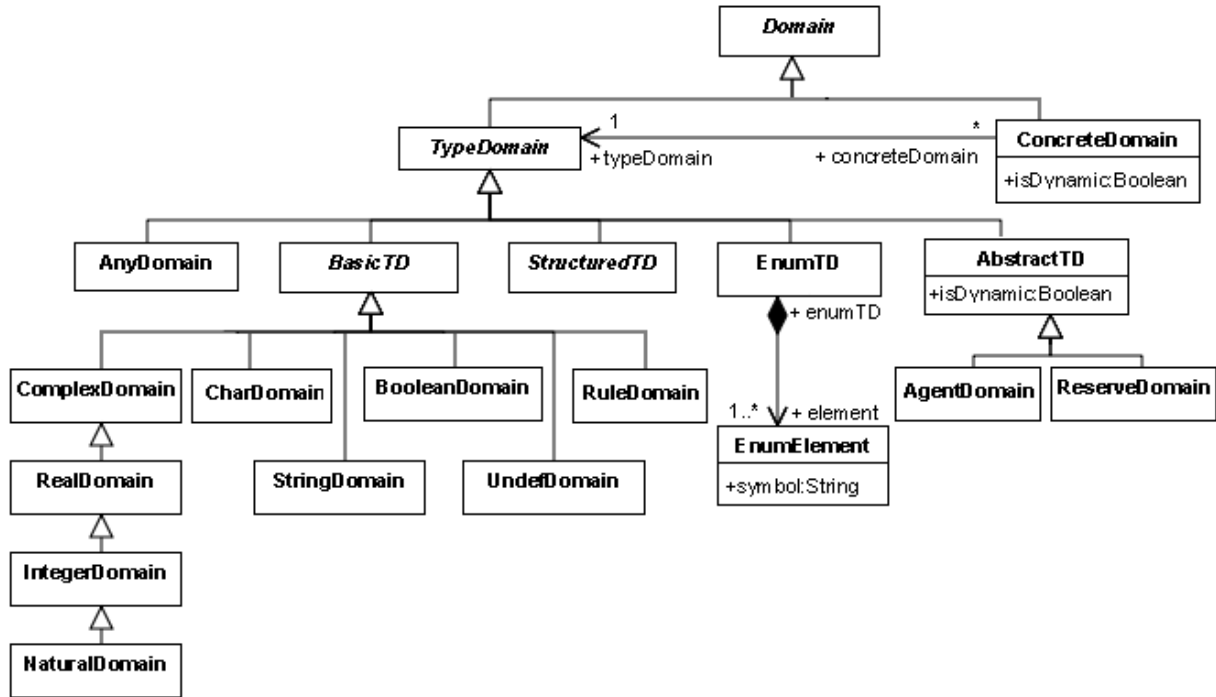 Domain
1
*
TypeDomain
+typeDomain
+ concreteDomain
ConcreteDomain
+isDynamic:Boolean
AnyDomain
BasicTD
StructuredTD
EnumTD
AbstractTD
+isDynamic:Boolean
+ enumTD
ComplexDomain
CharDomain
BooleanDomain
RuleDomain
AgentDomain
ReserveDomain
1..*
+ element
RealDomain
StringDomain
UndefDomain
EnumElement
+symbol:String
IntegerDomain
NaturalDomain